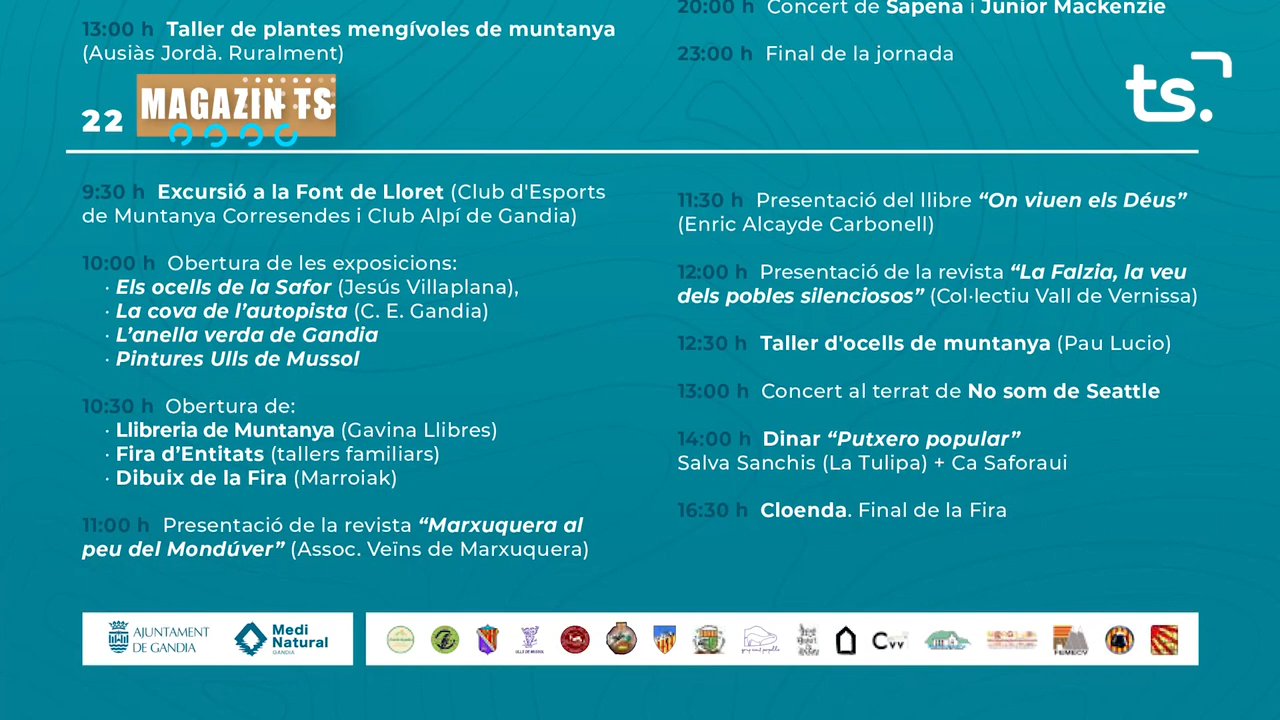 13:00 h Taller de plantes mengívoles de muntanya
(Ausiàs Jordà. Ruralment)
20:00 h Concert de Sapena i Junior Mackenzie
23:00 h Final de la jornada
ts.
22
MAGAZIN TS
9:30 h Excursió a la Font de Lloret (Club d'Esports
de Muntanya Corresendes i Club Alpí de Gandia)
10:00 h Obertura de les exposicions:
· Els ocells de la Safor (Jesús Villaplana),
· La cova de l’autopista (C. E. Gandia)
· L’anella verda de Gandia
· Pintures Ulls de Mussol
10:30 h Obertura de:
· Llibreria de Muntanya (Gavina Llibres)
· Fira d’Entitats (tallers familiars)
· Dibuix de la Fira (Marroiak)
11:00 h Presentació de la revista “Marxuquera al
peu del Mondúver” (Assoc. Veïns de Marxuquera)
11:30 h Presentació del llibre “On viuen els Déus”
(Enric Alcayde Carbonell)
12:00 h Presentació de la revista “La Falzia, la veu
dels pobles silenciosos” (Col·lectiu Vall de Vernissa)
12:30 h Taller d'ocells de muntanya (Pau Lucio)
13:00 h Concert al terrat de No som de Seattle
14:00 h Dinar “Putxero popular”
Salva Sanchis (La Tulipa) + Ca Saforaui
16:30 h Cloenda. Final de la Fira
AJUNTAMENT
DE GANDIA
Medi
Natural
GANDIA
ULLS DE MUSSOL
Cvv
FEMECV